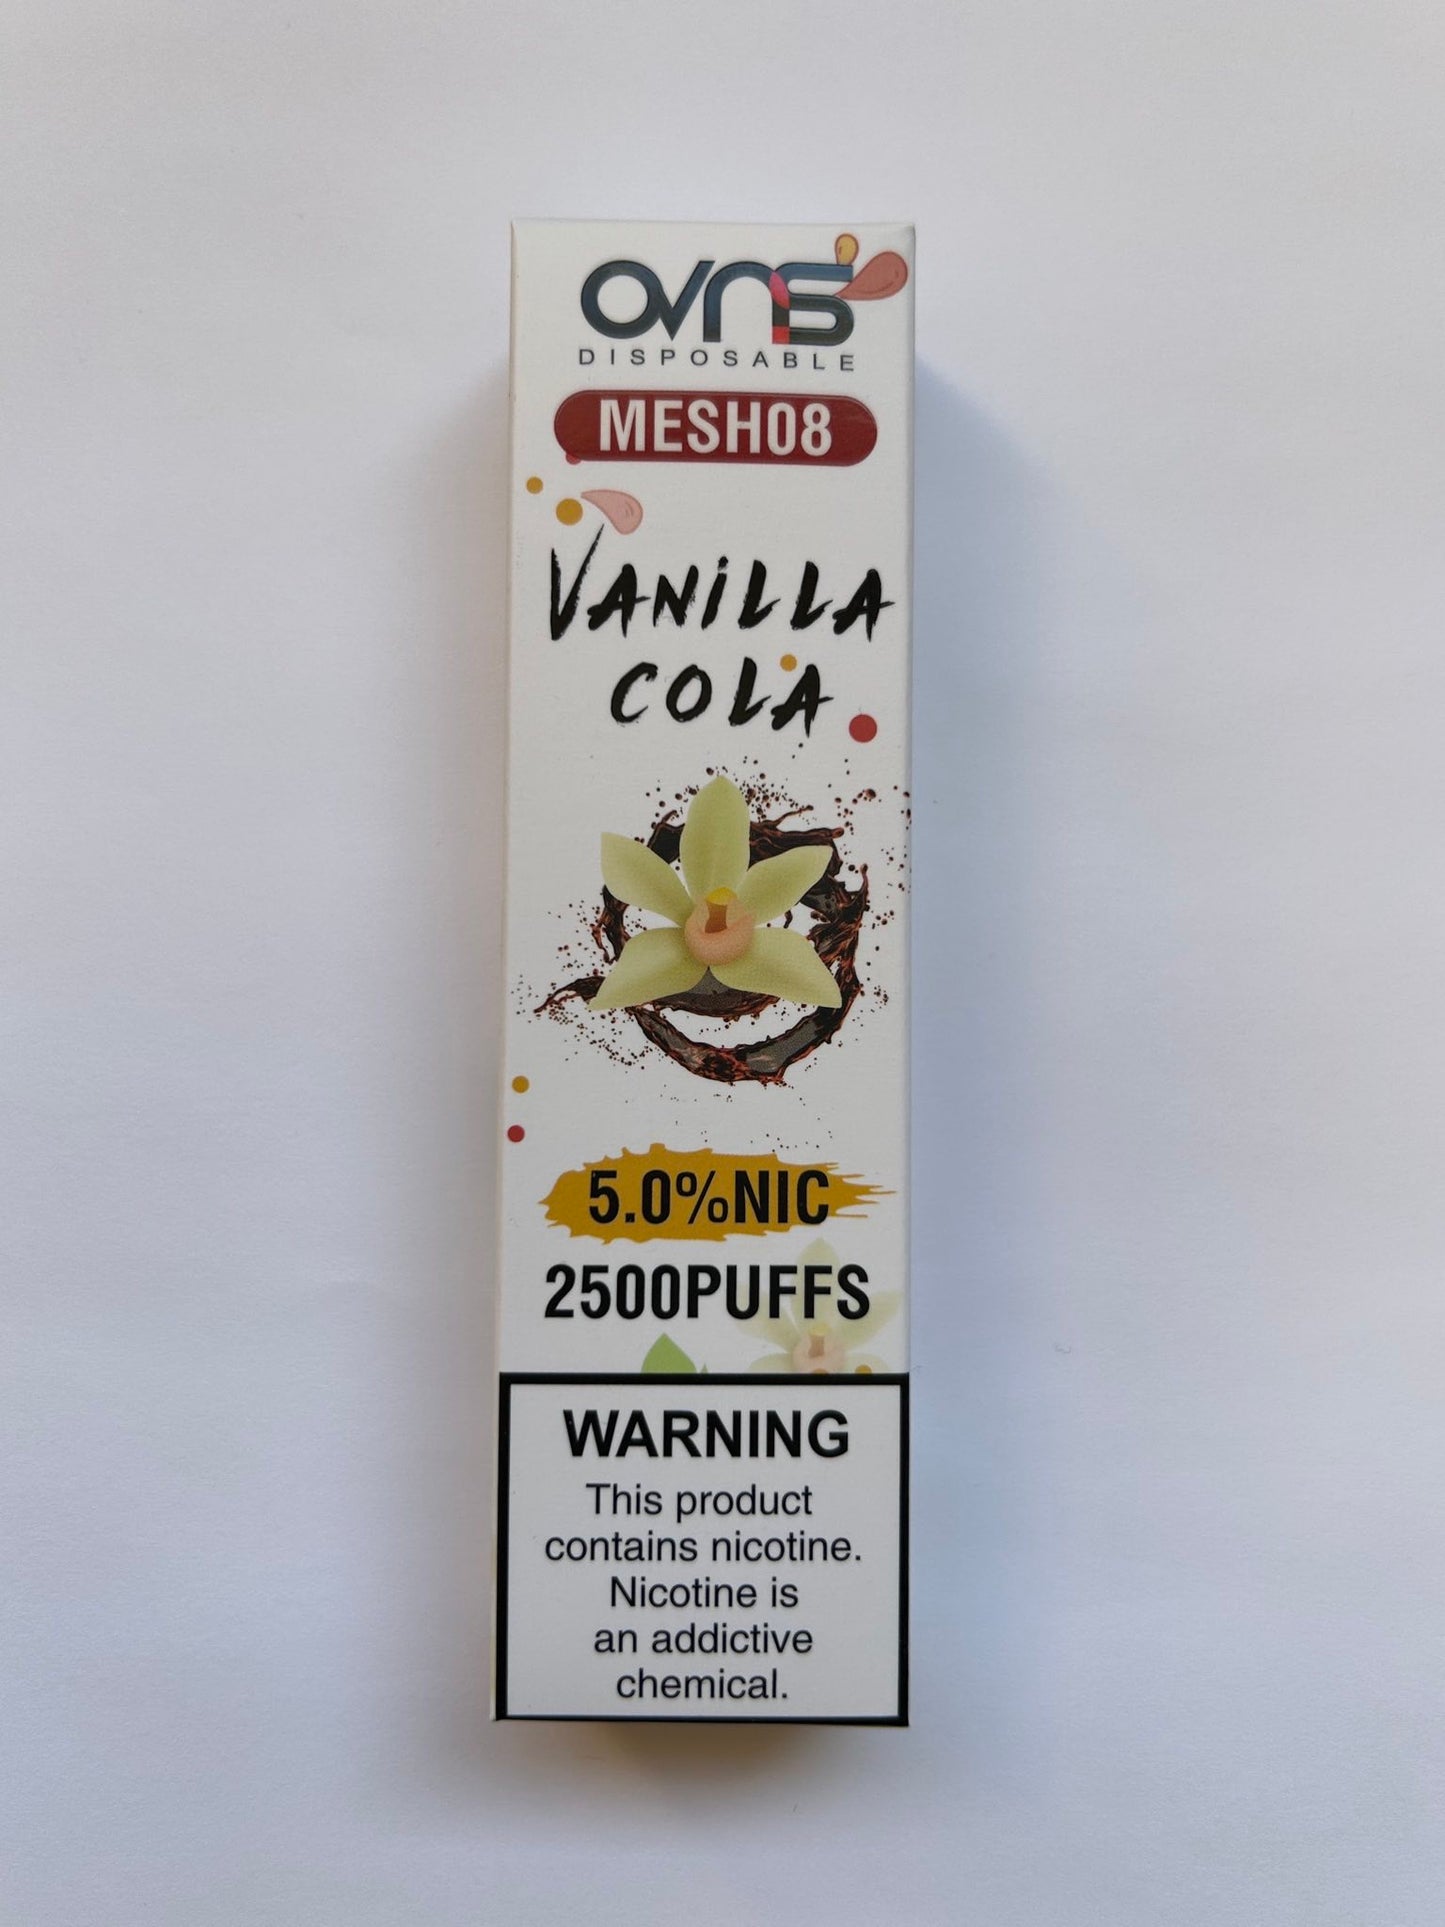 OVNS
DISPOSABLE
MESH08
VANiLLA
COLA
5.0%NIC
2500PUFFS
WARNING
This product
contains nicotine.
Nicotine is
an addictive
chemical.